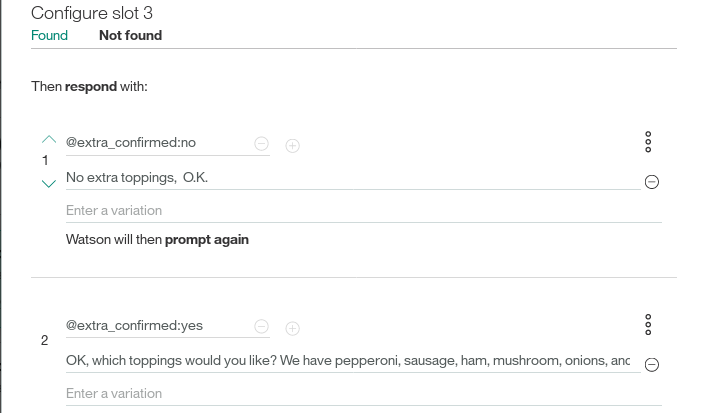 Configure slot 3
Found Not found
Then respond with:
@extra_confirmed:no
1
No extra toppings, O.K.
Enter a variation
Watson will then prompt again
@extra_confirmed:yes
2
OK, which toppings would you like? We have pepperoni, sausage, ham, mushroom, onions, and
Enter a variation